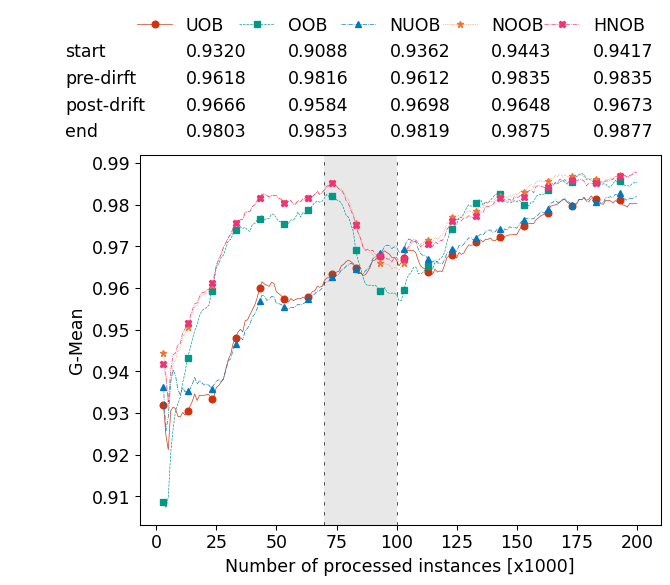 UOB OOB NUOB NOOB HNOB
start 0.9320 0.9088 0.9362 0.9443 0.9417
pre-dirft 0.9618 0.9816 0.9612 0.9835 0.9835
post-drift 0.9666 0.9584 0.9698 0.9648 0.9673
end 0.9803 0.9853 0.9819 0.9875 0.9877
0.99
0.98
0.97
0.96
0.95
0.94
0.93
0.92
0.91
G-Mean
0 25 50 75 100 125 150 175 200
Number of processed instances [x1000]